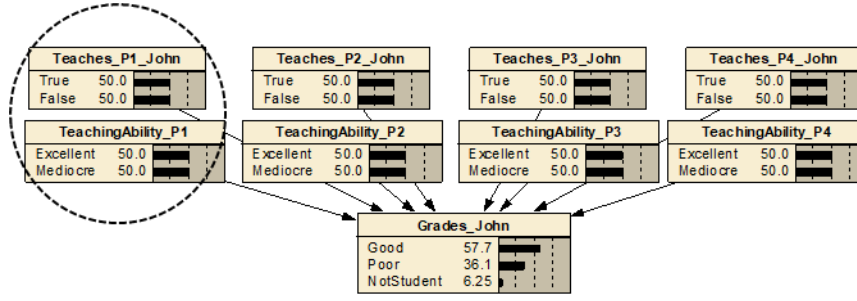 Teaches_P1_John
True 50.0
False 50.0
Teaches_P2_John
True 50.0
False 50.0
Teaches_P3_John
True 50.0
False 50.0
Teaches_P4_John
True 50.0
False 50.0
TeachingAbility_P1
Excellent 50.0
Mediocre 50.0
TeachingAbility_P2
Excellent 50.0
Mediocre 50.0
TeachingAbility_P3
Excellent 50.0
Mediocre 50.0
TeachingAbility_P4
Excellent 50.0
Mediocre 50.0
Grades_John
Good 57.7
Poor 36.1
NotStudent 6.25